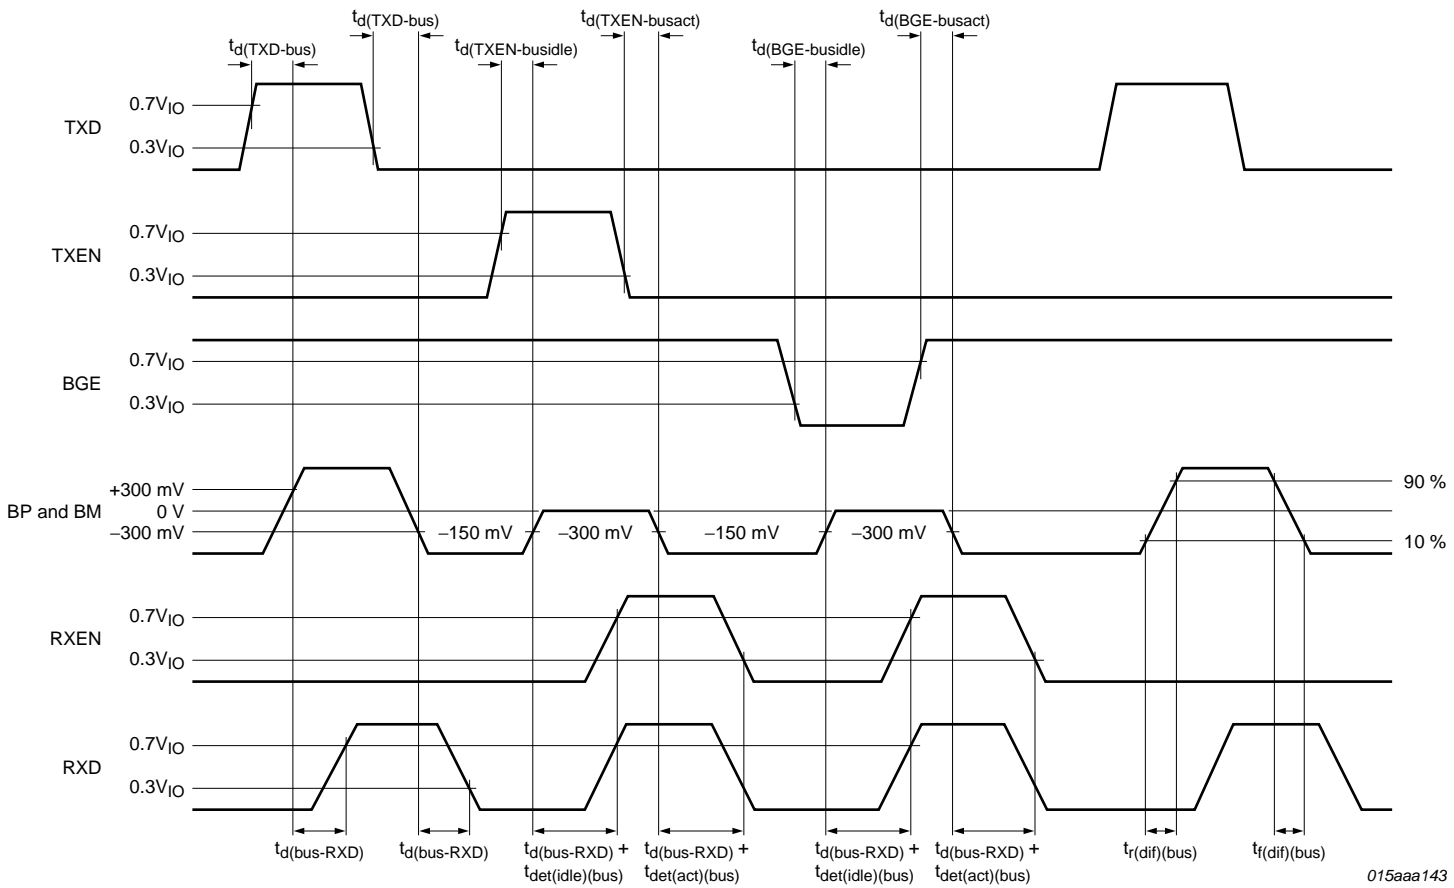 td(TXD-bus)
td(TXEN-busact)
td(BGE-busact)
td(TXD-bus)
td(TXEN-busidle)
td(BGE-busidle)
TXD
0.7VIO
0.3VIO
TXEN
0.7VIO
0.3VIO
BGE
0.7VIO
0.3VIO
BP and BM
+300 mV
0 V
−300 mV
−150 mV
−300 mV
−150 mV
−300 mV
90 %
10 %
RXEN
0.7VIO
0.3VIO
RXD
0.7VIO
0.3VIO
td(bus-RXD)
td(bus-RXD)
td(bus-RXD) +
tdet(idle)(bus)
td(bus-RXD) +
tdet(act)(bus)
td(bus-RXD) +
tdet(idle)(bus)
td(bus-RXD) +
tdet(act)(bus)
tr(dif)(bus)
tf(dif)(bus)
015aaa143